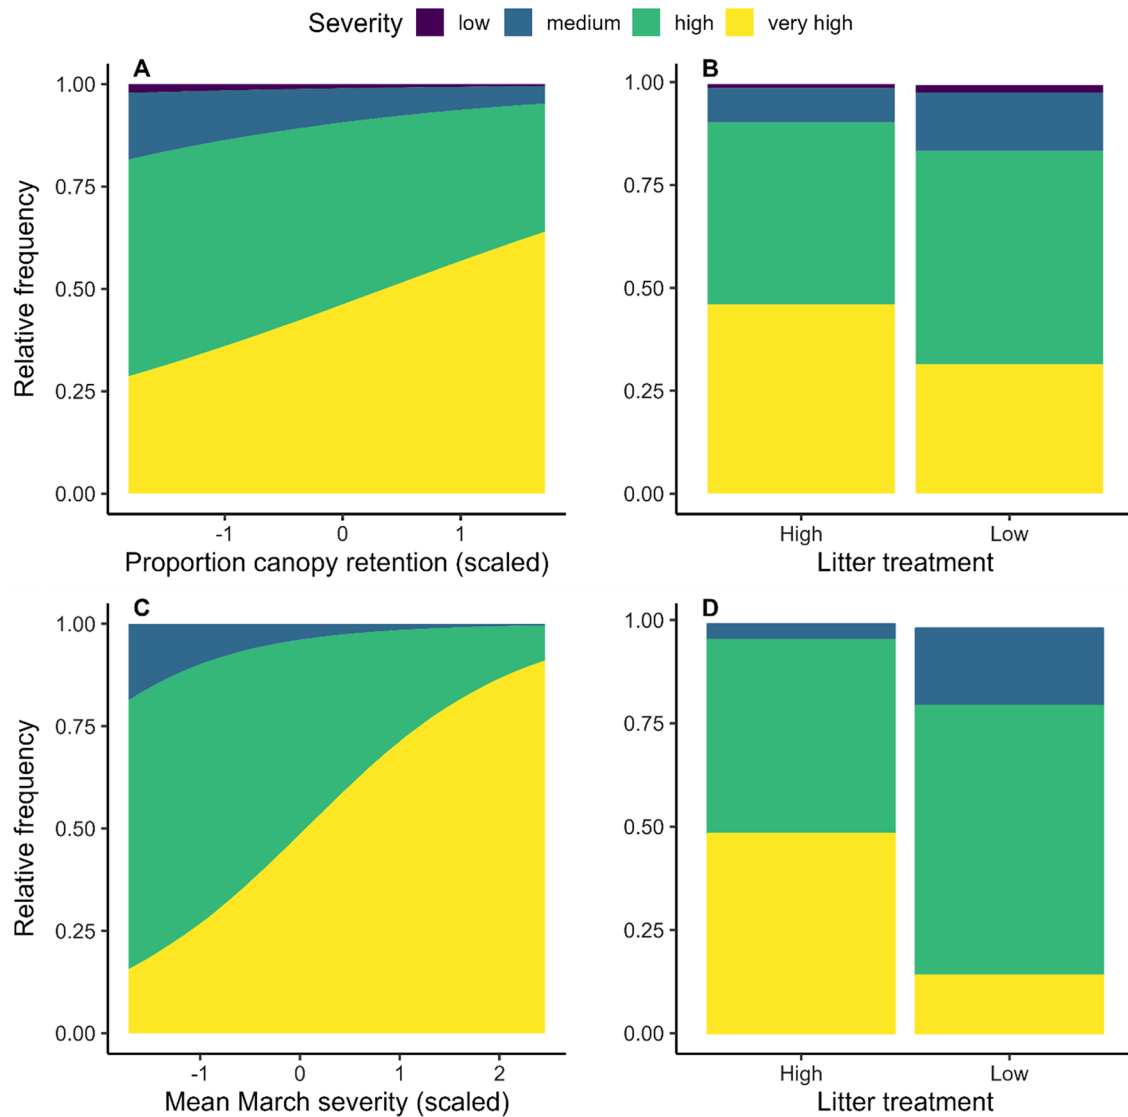 Severity low medium high very high
A
1.00
0.75
0.50
0.25
0.00
Relative frequency
-1 0 1
Proportion canopy retention (scaled)
B
1.00
0.75
0.50
0.25
0.00
High Low
Litter treatment
C
1.00
0.75
0.50
0.25
0.00
Relative frequency
-1 0 1 2
Mean March severity (scaled)
D
1.00
0.75
0.50
0.25
0.00
High Low
Litter treatment